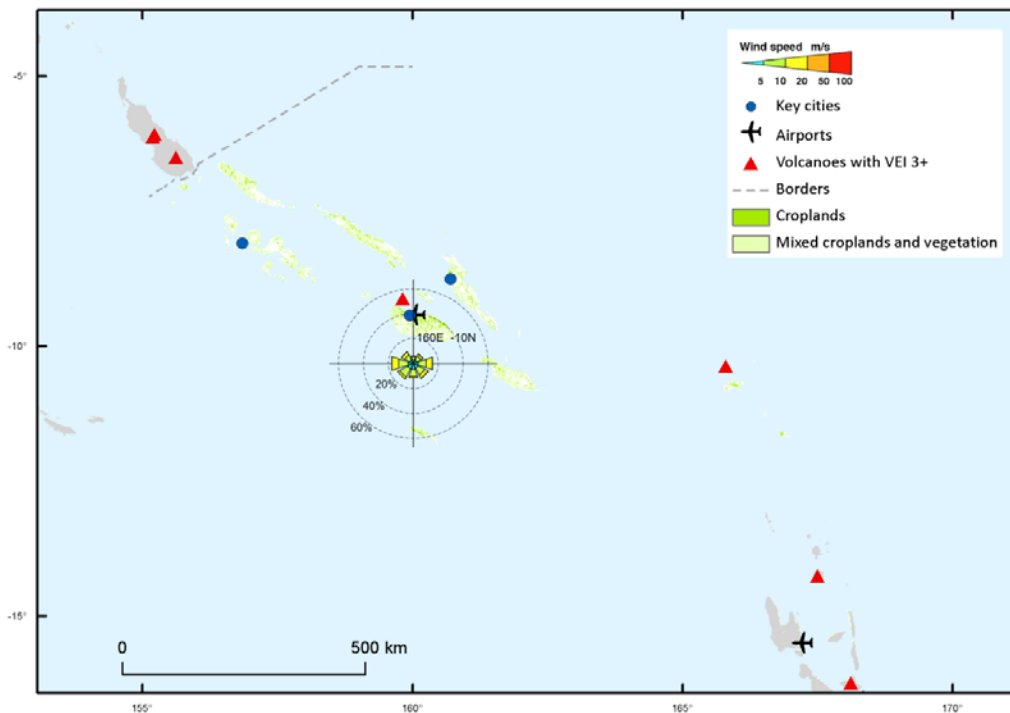 Wind speed m/s
5 10 20 50 100
Key cities
Airports
Volcanoes with VEI 3+
Borders
Croplands
Mixed croplands and vegetation
-5°
-10°
-15°
160E -10N
20%
40%
60%
0 500 km
155° 160° 165° 170°